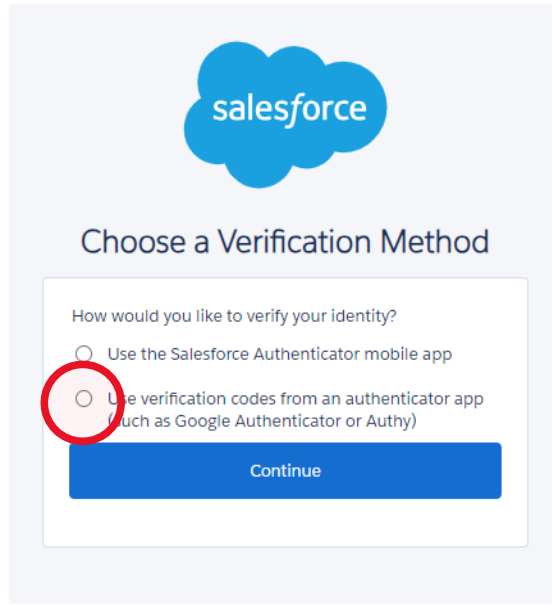 salesforce
Choose a Verification Method
How would you like to verify your identity?
Use the Salesforce Authenticator mobile app
Use verification codes from an authenticator app
(such as Google Authenticator or Authy)
Continue